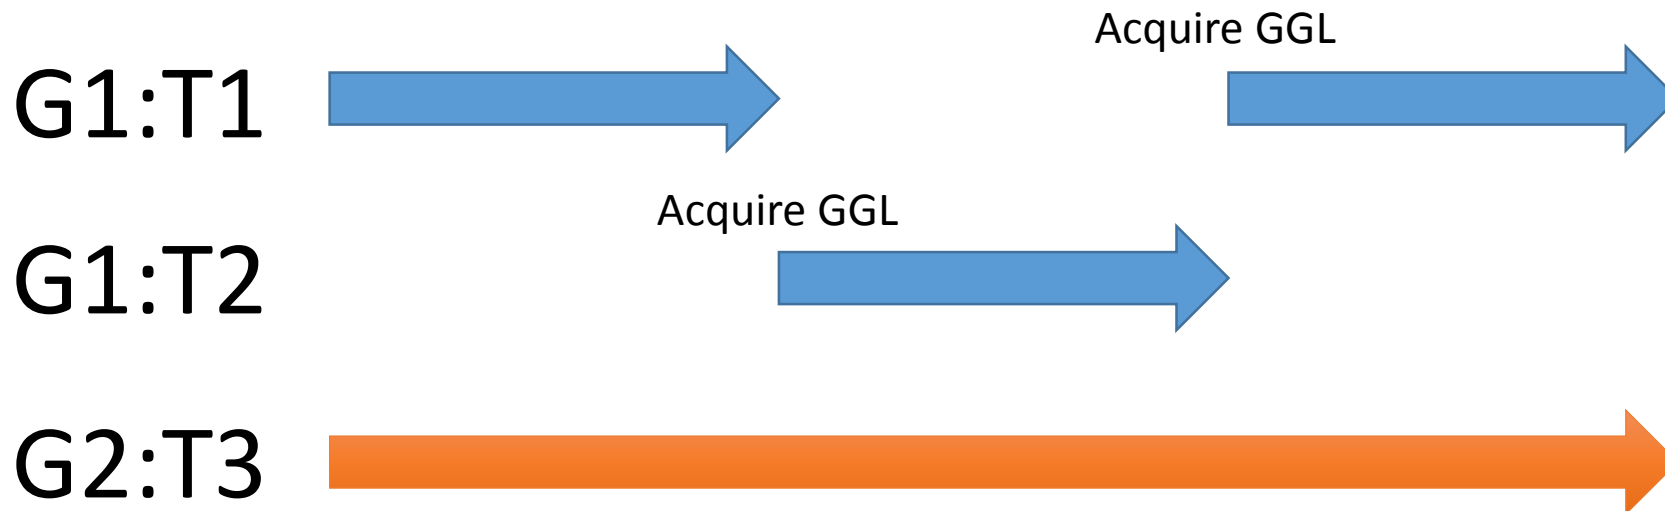 Acquire GGL
G1:T1
Acquire GGL
G1:T2
G2:T3